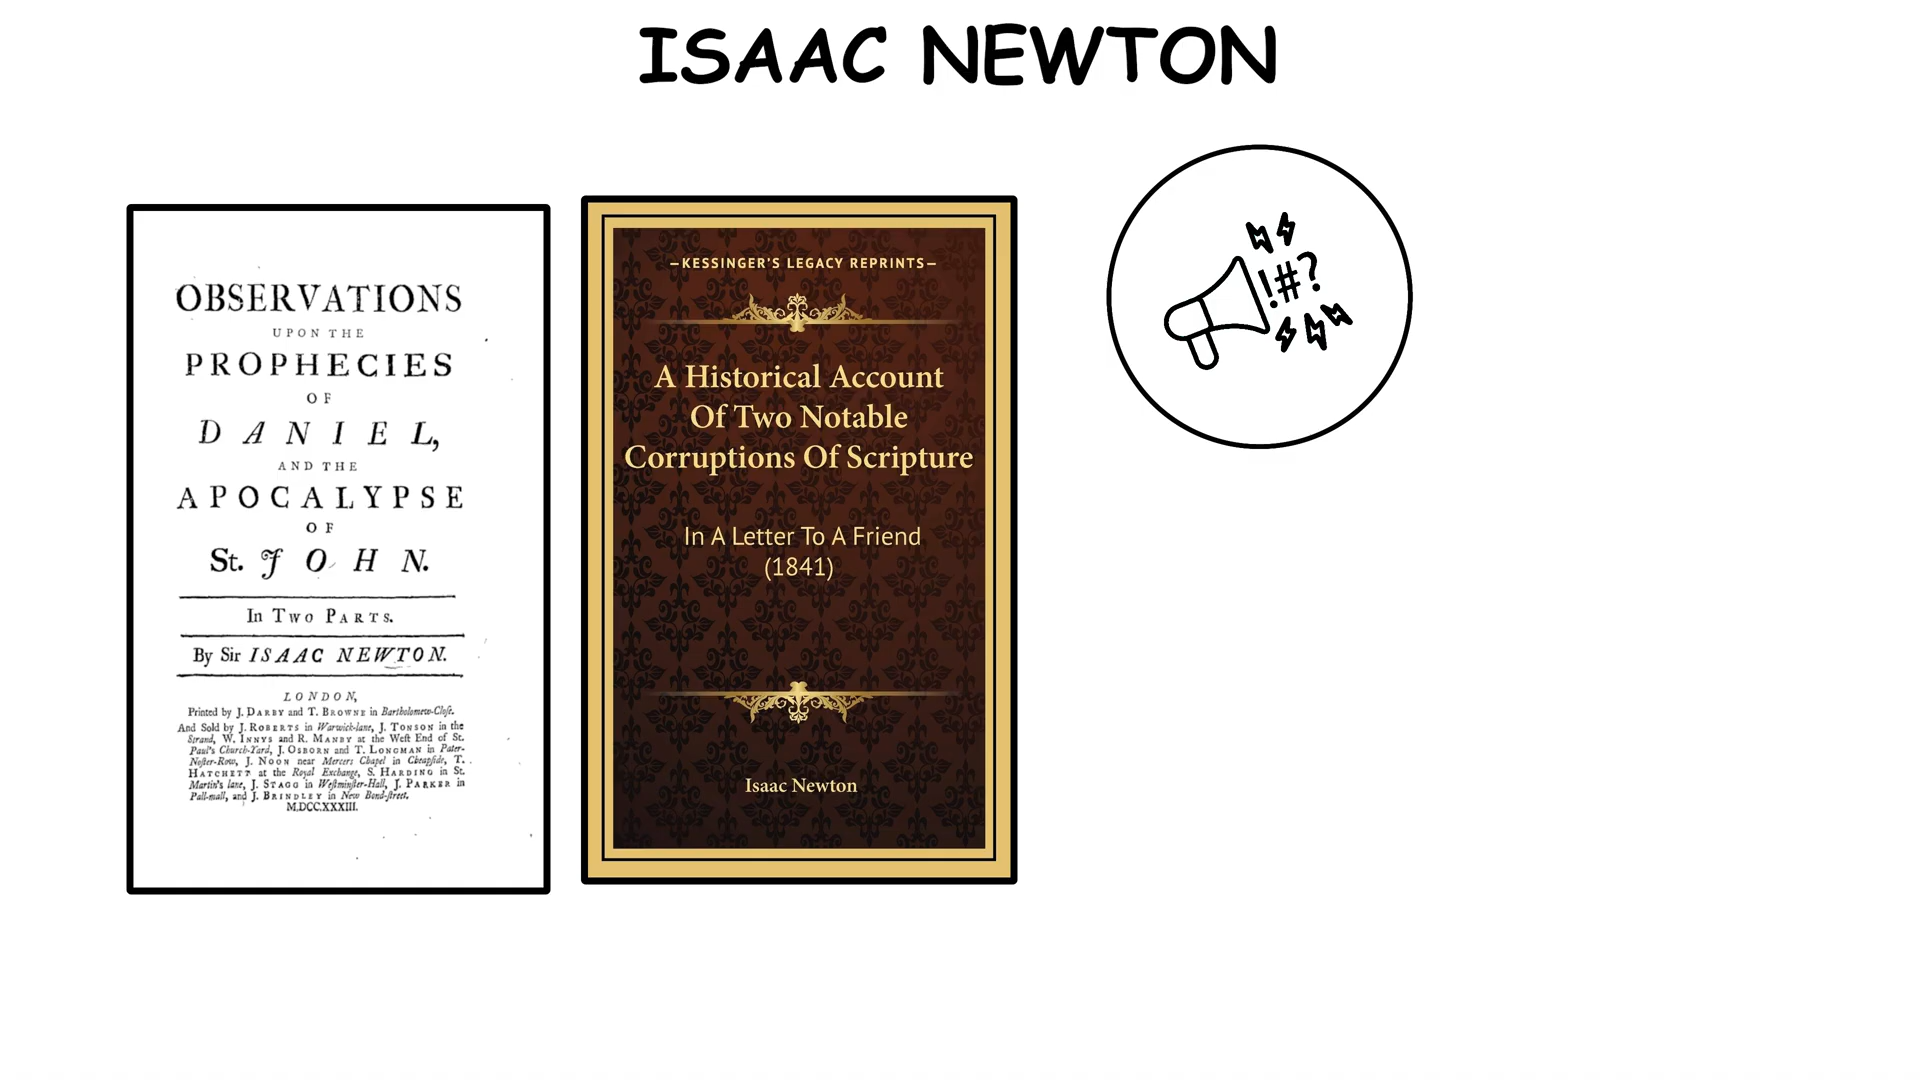 ISAAC NEWTON
OBSERVATIONS
UPON THE
PROPHECIES
OF
DANIEL,
AND THE
APOCALYPSE
OF
St. JOHN.
In Two Parts.
By Sir ISAAC NEWTON.
LONDON,
Printed by J. Darby and T. Browne in Bartholomew-Close.
And Sold by J. Roberts in Warwick-lane, J. Tonson in the
Strand, W. Innys and R. Manby at the West End of St.
Paul's Church-Yard, J. Osborn and T. Longman in Pater-
Noster-Row, J. Noon near Mercers Chapel in Cheapside, T.
Hatchett at the Royal Exchange, S. Harding in St.
Martin's lane, J. Stagg in Westminster-Hall, J. Parker in
Pall-mall, and J. Brindley in New Bond-street.
M.DCC.XXXIII.
–KESSINGER'S LEGACY REPRINTS–
A Historical Account
Of Two Notable
Corruptions Of Scripture
In A Letter To A Friend
(1841)
Isaac Newton
!#?